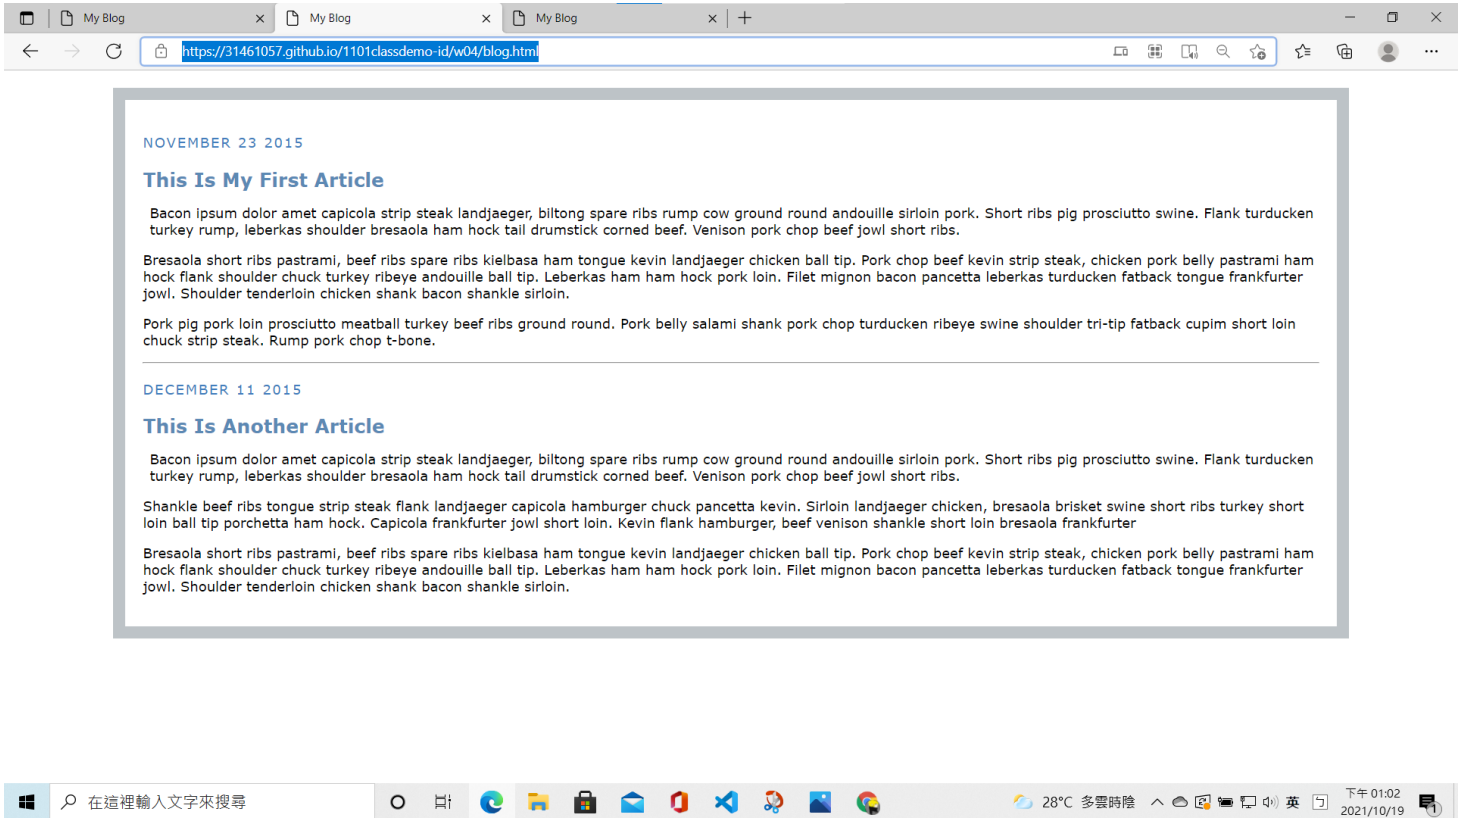 My Blog
My Blog
My Blog
https://31461057.github.io/1101classdemo-id/w04/blog.html
NOVEMBER 23 2015
This Is My First Article
Bacon ipsum dolor amet capicola strip steak landjaeger, biltong spare ribs rump cow ground round andouille sirloin pork. Short ribs pig prosciutto swine. Flank turducken
turkey rump, leberkas shoulder bresaola ham hock tail drumstick corned beef. Venison pork chop beef jowl short ribs.
Bresaola short ribs pastrami, beef ribs spare ribs kielbasa ham tongue kevin landjaeger chicken ball tip. Pork chop beef kevin strip steak, chicken pork belly pastrami ham
hock flank shoulder chuck turkey ribeye andouille ball tip. Leberkas ham ham hock pork loin. Filet mignon bacon pancetta leberkas turducken fatback tongue frankfurter
jowl. Shoulder tenderloin chicken shank bacon shankle sirloin.
Pork pig pork loin prosciutto meatball turkey beef ribs ground round. Pork belly salami shank pork chop turducken ribeye swine shoulder tri-tip fatback cupim short loin
chuck strip steak. Rump pork chop t-bone.
DECEMBER 11 2015
This Is Another Article
Bacon ipsum dolor amet capicola strip steak landjaeger, biltong spare ribs rump cow ground round andouille sirloin pork. Short ribs pig prosciutto swine. Flank turducken
turkey rump, leberkas shoulder bresaola ham hock tail drumstick corned beef. Venison pork chop beef jowl short ribs.
Shankle beef ribs tongue strip steak flank landjaeger capicola hamburger chuck pancetta kevin. Sirloin landjaeger chicken, bresaola brisket swine short ribs turkey short
loin ball tip porchetta ham hock. Capicola frankfurter jowl short loin. Kevin flank hamburger, beef venison shankle short loin bresaola frankfurter
Bresaola short ribs pastrami, beef ribs spare ribs kielbasa ham tongue kevin landjaeger chicken ball tip. Pork chop beef kevin strip steak, chicken pork belly pastrami ham
hock flank shoulder chuck turkey ribeye andouille ball tip. Leberkas ham ham hock pork loin. Filet mignon bacon pancetta leberkas turducken fatback tongue frankfurter
jowl. Shoulder tenderloin chicken shank bacon shankle sirloin.
在這裡輸入文字來搜尋
28°C 多雲時陰
英
ㄅ
下午 01:02
2021/10/19
1